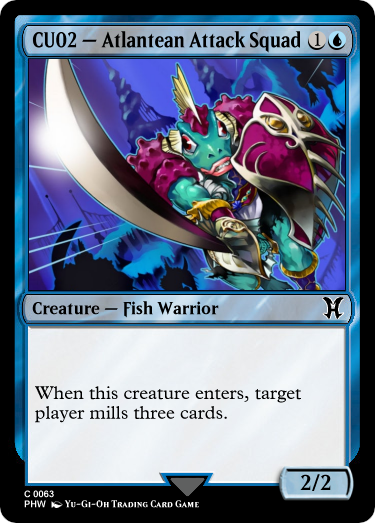 CU02 — Atlantean Attack Squad 1
Creature — Fish Warrior
When this creature enters, target
player mills three cards.
2/2
C 0063
PHW Yu-Gi-Oh Trading Card Game